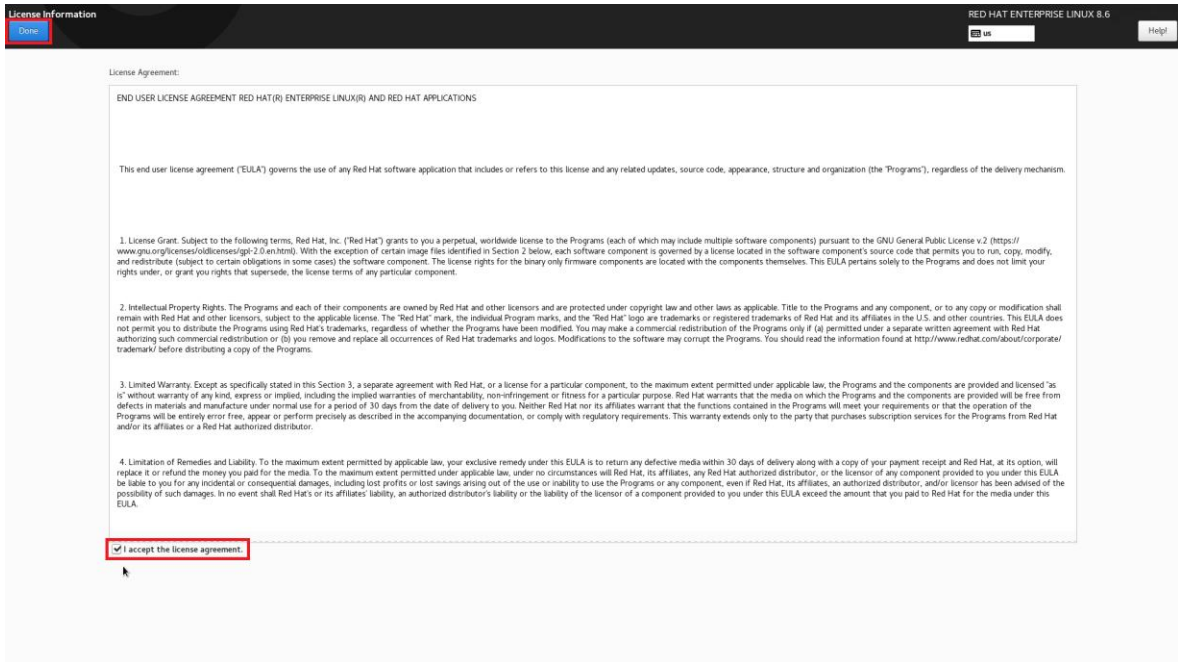 License Information
RED HAT ENTERPRISE LINUX 8.6
Done
us
Help!
License Agreement:
END USER LICENSE AGREEMENT RED HAT(R) ENTERPRISE LINUX(R) AND RED HAT APPLICATIONS
This end user license agreement ("EULA") governs the use of any Red Hat software application that includes or refers to this license and any related updates, source code, appearance, structure and organization (the "Programs"), regardless of the delivery mechanism.
1. License Grant. Subject to the following terms, Red Hat, Inc. ("Red Hat") grants to you a perpetual, worldwide license to the Programs (each of which may include multiple software components) pursuant to the GNU General Public License v.2 (https://
www.gnu.org/licenses/oldlicenses/gpl-2.0.en.html). With the exception of certain image files identified in Section 2 below, each software component is governed by a license located in the software component's source code that permits you to run, copy, modify,
and redistribute (subject to certain obligations in some cases) the software component. The license rights for the binary only firmware components are located with the components themselves. This EULA pertains solely to the Programs and does not limit your
rights under, or grant you rights that supersede, the license terms of any particular component.
2. Intellectual Property Rights. The Programs and each of their components are owned by Red Hat and other licensors and are protected under copyright law and other laws as applicable. Title to the Programs and any component, or to any copy or modification shall
remain with Red Hat and other licensors, subject to the applicable license. The "Red Hat" mark, the individual Program marks, and the "Red Hat" logo are trademarks or registered trademarks of Red Hat and its affiliates in the U.S. and other countries. This EULA does
not permit you to distribute the Programs using Red Hat's trademarks, regardless of whether the Programs have been modified. You may make a commercial redistribution of the Programs only if (a) permitted under a separate written agreement with Red Hat
authorizing such commercial redistribution or (b) you remove and replace all occurrences of Red Hat trademarks and logos. Modifications to the software may corrupt the Programs. You should read the information found at http://www.redhat.com/about/corporate/
trademark/ before distributing a copy of the Programs.
3. Limited Warranty. Except as specifically stated in this Section 3, a separate agreement with Red Hat, or a license for a particular component, to the maximum extent permitted under applicable law, the Programs and the components are provided and licensed "as
is" without warranty of any kind, express or implied, including the implied warranties of merchantability, non-infringement or fitness for a particular purpose. Red Hat warrants that the media on which the Programs and the components are provided will be free from
defects in materials and manufacture under normal use for a period of 30 days from the date of delivery to you. Neither Red Hat nor its affiliates warrant that the functions contained in the Programs will meet your requirements or that the operation of the
Programs will be entirely error free, appear or perform precisely as described in the accompanying documentation, or comply with regulatory requirements. This warranty extends only to the party that purchases subscription services for the Programs from Red Hat
and/or its affiliates or a Red Hat authorized distributor.
4. Limitation of Remedies and Liability. To the maximum extent permitted by applicable law, your exclusive remedy under this EULA is to return any defective media within 30 days of delivery along with a copy of your payment receipt and Red Hat, at its option, will
replace it or refund the money you paid for the media. To the maximum extent permitted under applicable law, under no circumstances will Red Hat, its affiliates, any Red Hat authorized distributor, or the licensor of any component provided to you under this EULA
be liable to you for any incidental or consequential damages, including lost profits or lost savings arising out of the use or inability to use the Programs or any component, even if Red Hat, its affiliates, an authorized distributor, and/or licensor has been advised of the
possibility of such damages. In no event shall Red Hat's or its affiliates' liability, an authorized distributor's liability or the liability of the licensor of a component provided to you under this EULA exceed the amount that you paid to Red Hat for the media under this
EULA.
I accept the license agreement.